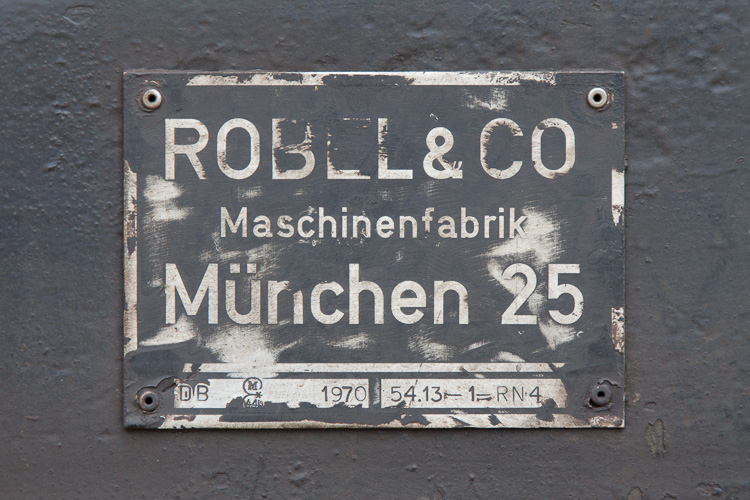 ROBEL & CO
Maschinenfabrik
München 25
DB M 1970 54.13-1-RN4